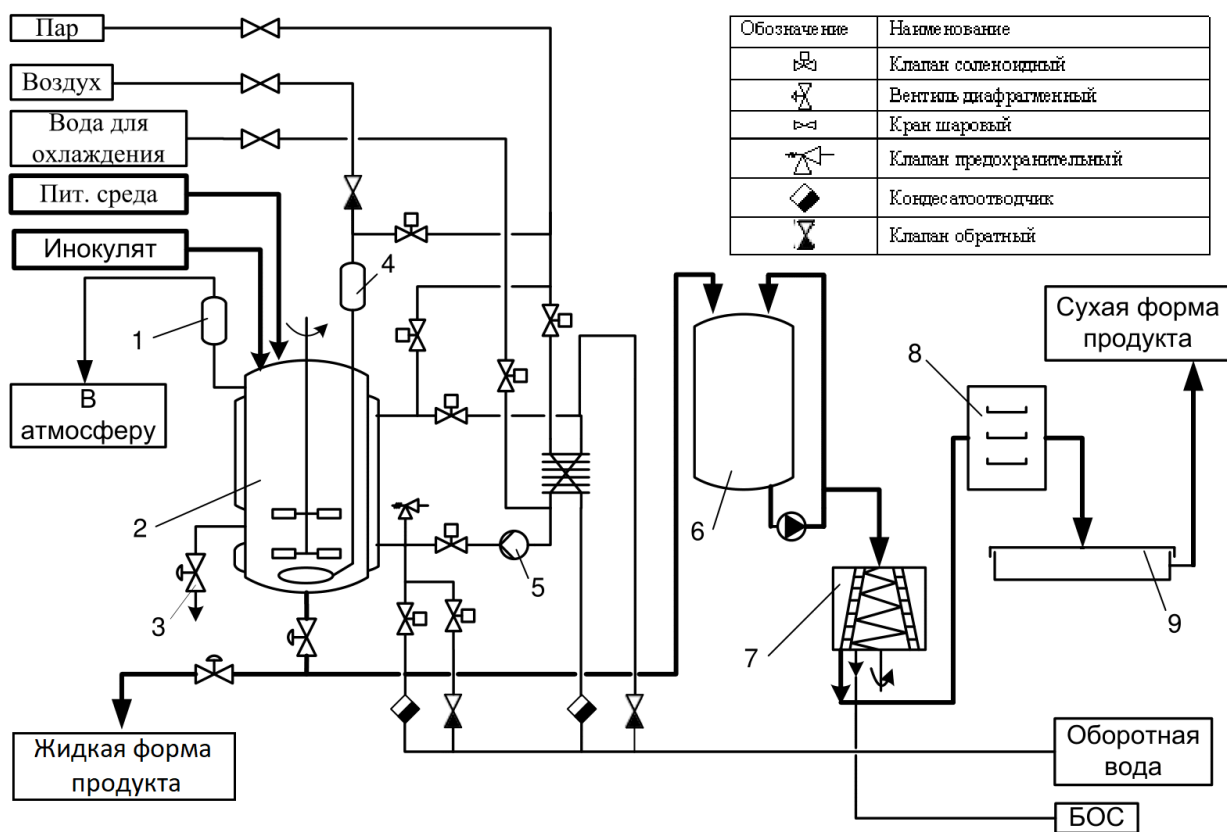 Пар
Воздух
Вода для
охлаждения
Пит. среда
Инокулят
1
В
атмосферу
2
3
4
5
Жидкая форма
продукта
Обозначение
Наименование
Клапан соленоидный
Вентиль диафрагменный
Кран шаровый
Клапан предохранительный
Кондесатоотводчик
Клапан обратный
6
7
8
9
Сухая форма
продукта
Оборотная
вода
БОС